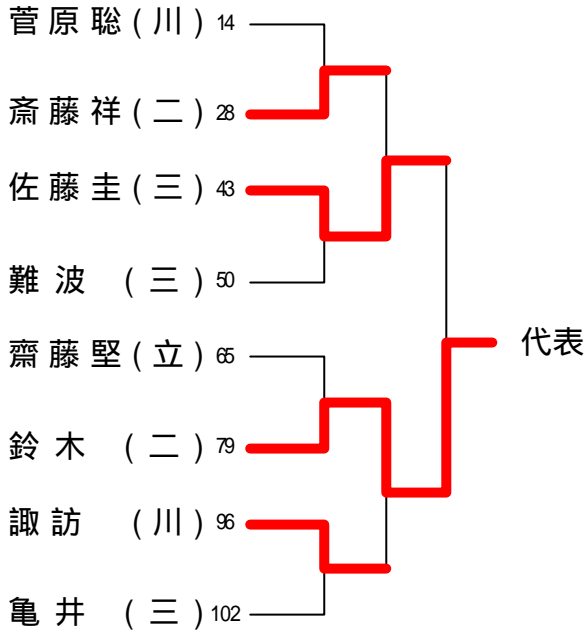 菅原聡(川) 14
斎藤祥(二) 28
佐藤圭(三) 43
難波 (三) 50
代表
齋藤堅(立) 65
鈴木 (二) 79
諏訪 (川) 96
亀井 (三) 102